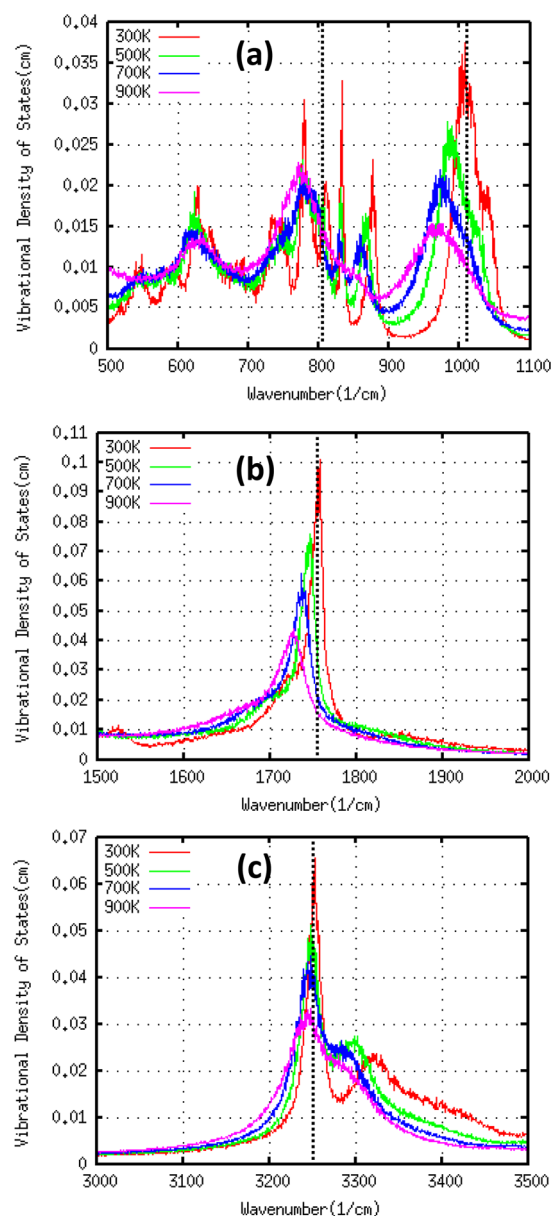 0.04
0.035
0.03
0.025
0.02
0.015
0.01
0.005
0
Vibrational Density of States(cm)
300K
500K
700K
900K
(a)
500 600 700 800 900 1000 1100
Wavenumber(1/cm)
0.11
0.1
0.09
0.08
0.07
0.06
0.05
0.04
0.03
0.02
0.01
0
Vibrational Density of States(cm)
300K
500K
700K
900K
(b)
1500 1600 1700 1800 1900 2000
Wavenumber(1/cm)
0.07
0.06
0.05
0.04
0.03
0.02
0.01
0
Vibrational Density of States(cm)
300K
500K
700K
900K
(c)
3000 3100 3200 3300 3400 3500
Wavenumber(1/cm)